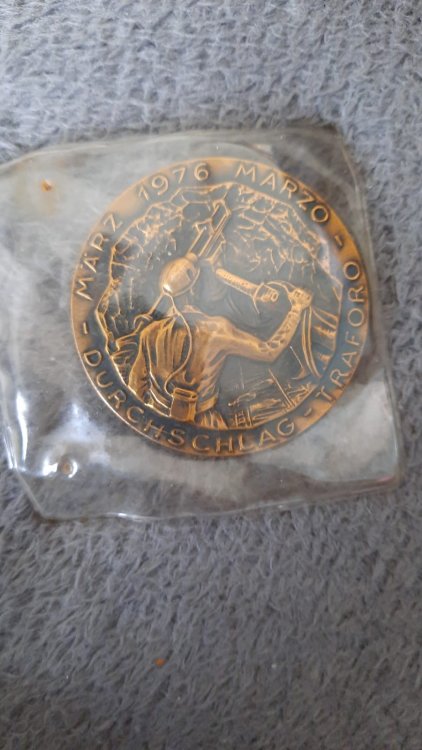 - MÄRZ 1976 MARZO -
DURCHSCHLAG - TRAFORO